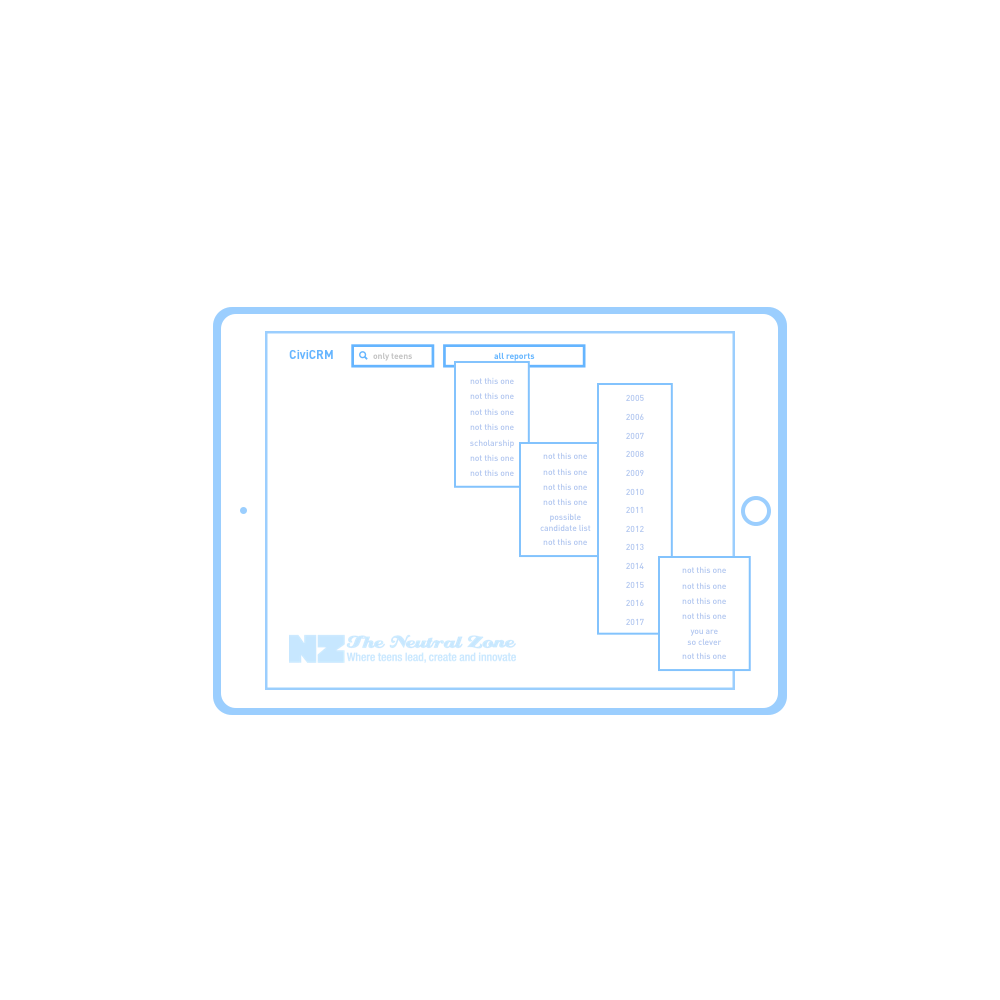 CiviCRM
only teens
all reports
not this one
not this one
not this one
not this one
scholarship
not this one
not this one
not this one
not this one
not this one
not this one
possible
candidate list
not this one
2005
2006
2007
2008
2009
2010
2011
2012
2013
2014
2015
2016
2017
not this one
not this one
not this one
not this one
you are
so clever
not this one
NZ The Neutral Zone
Where teens lead, create and innovate